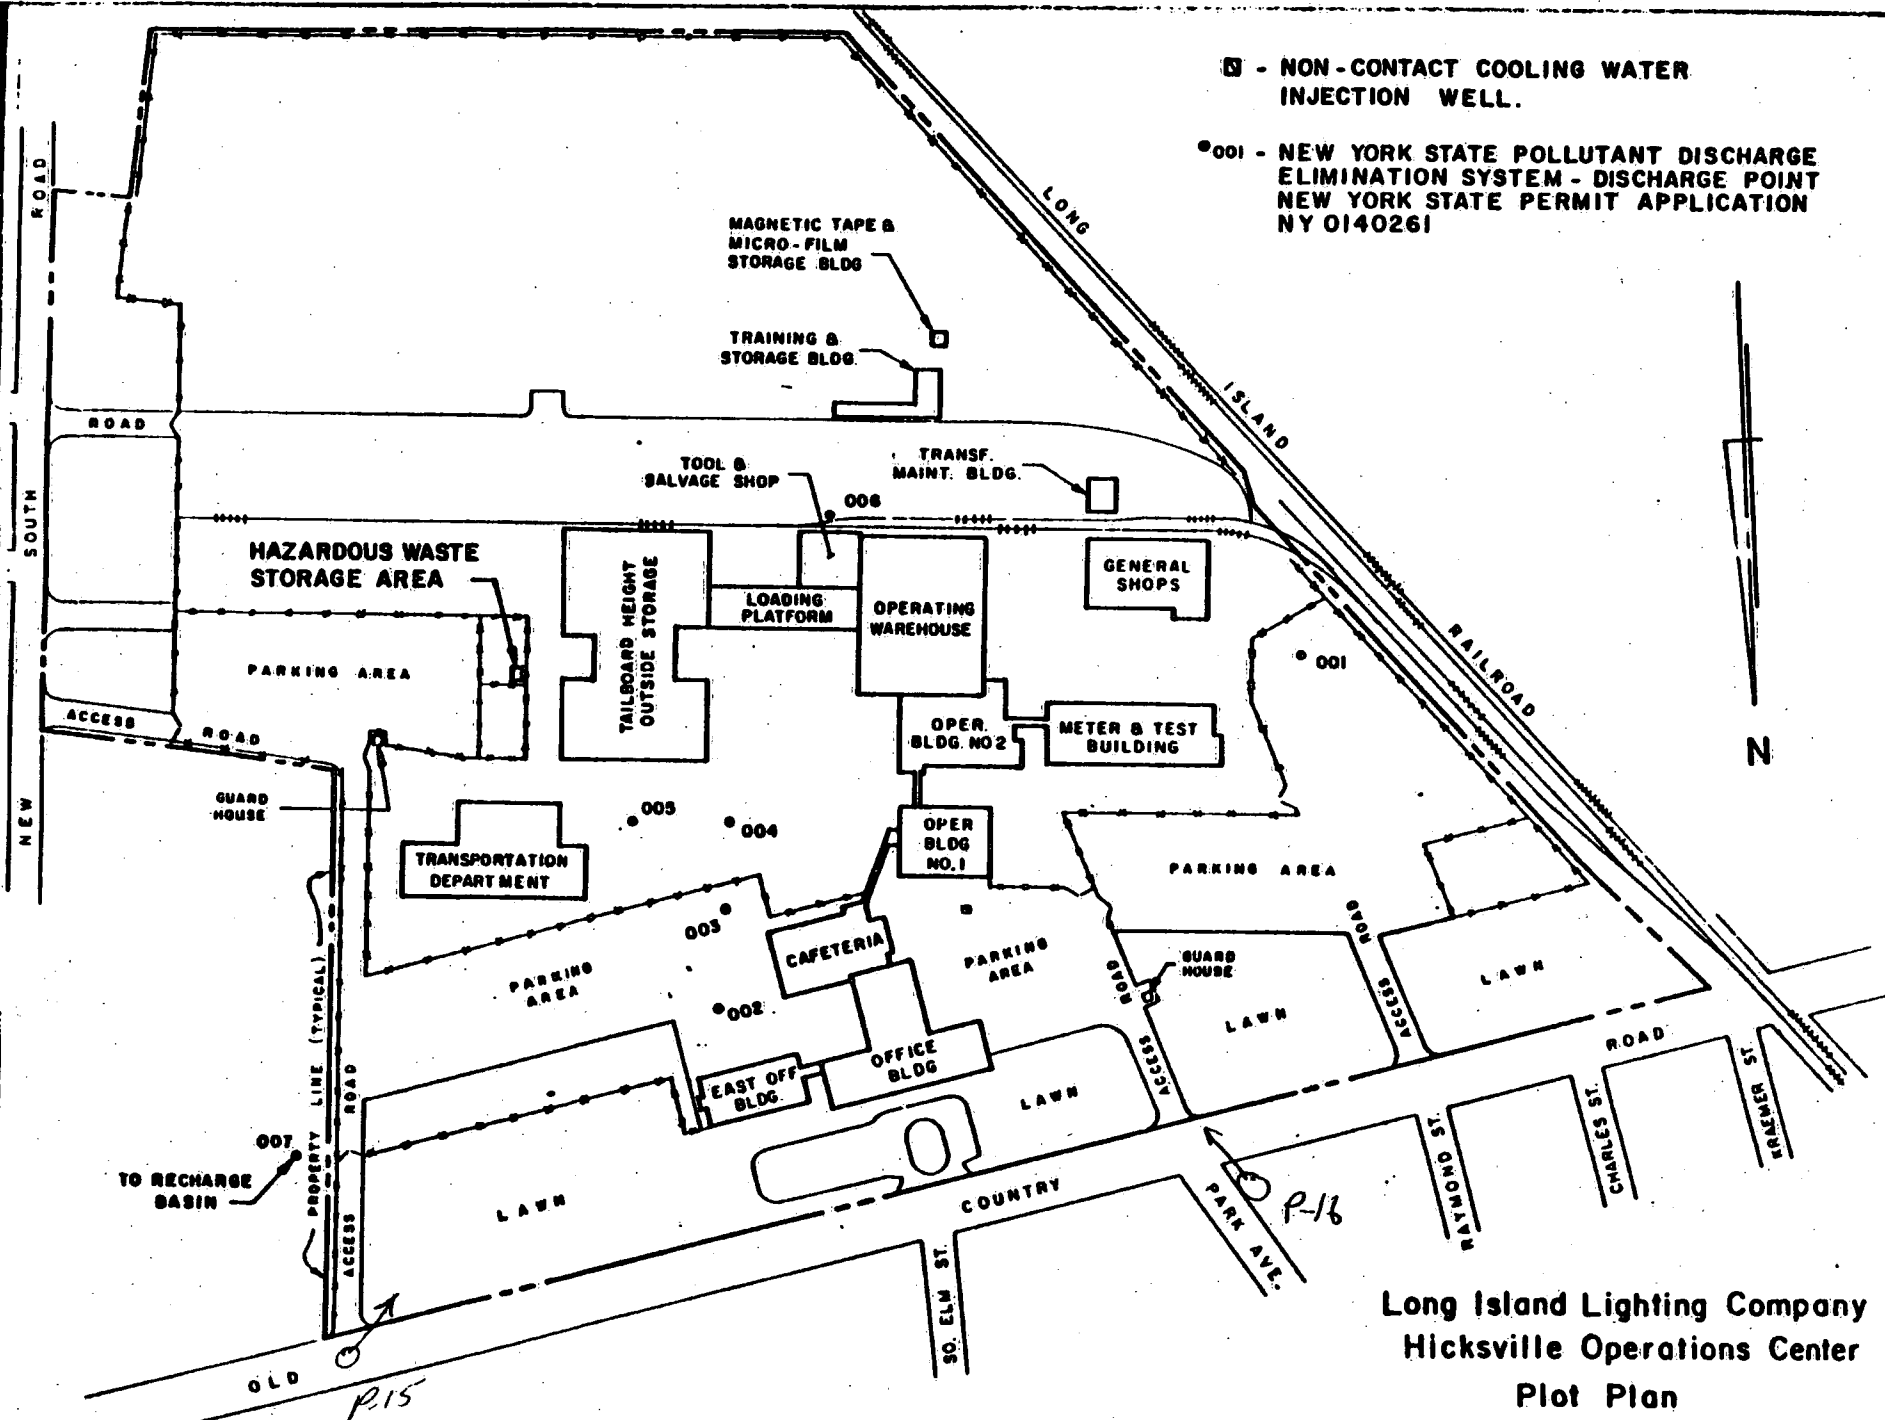 - NON-CONTACT COOLING WATER
INJECTION WELL.
001 - NEW YORK STATE POLLUTANT DISCHARGE
ELIMINATION SYSTEM - DISCHARGE POINT
NEW YORK STATE PERMIT APPLICATION
NY 0140261
ROAD
LONG
MAGNETIC TAPE &
MICRO-FILM
STORAGE BLDG
TRAINING &
STORAGE BLDG.
ISLAND
ROAD
TOOL &
SALVAGE SHOP
TRANSF.
MAINT. BLDG.
006
SOUTH
HAZARDOUS WASTE
STORAGE AREA
TAILBOARD HEIGHT
OUTSIDE STORAGE
LOADING
PLATFORM
OPERATING
WAREHOUSE
GENERAL
SHOPS
RAILROAD
001
PARKING AREA
ACCESS ROAD
OPER.
BLDG. NO 2
METER & TEST
BUILDING
N
NEW
GUARD
HOUSE
005
004
OPER
BLDG
NO. 1
TRANSPORTATION
DEPARTMENT
PARKING AREA
003
CAFETERIA
PARKING
AREA
PARKING
AREA
ROAD
GUARD
HOUSE
ROAD
ACCESS
LAWN
002
LAWN
OFFICE
BLDG
EAST OFF
BLDG.
ACCESS
ROAD
LAWN
PROPERTY LINE (TYPICAL)
ROAD
ACCESS
007
TO RECHARGE
BASIN
LAWN
COUNTRY
PARK AVE.
P-16
RAYMOND ST.
CHARLES ST.
KRAEMER ST.
SO. ELM ST.
OLD
P.15
Long Island Lighting Company
Hicksville Operations Center
Plot Plan